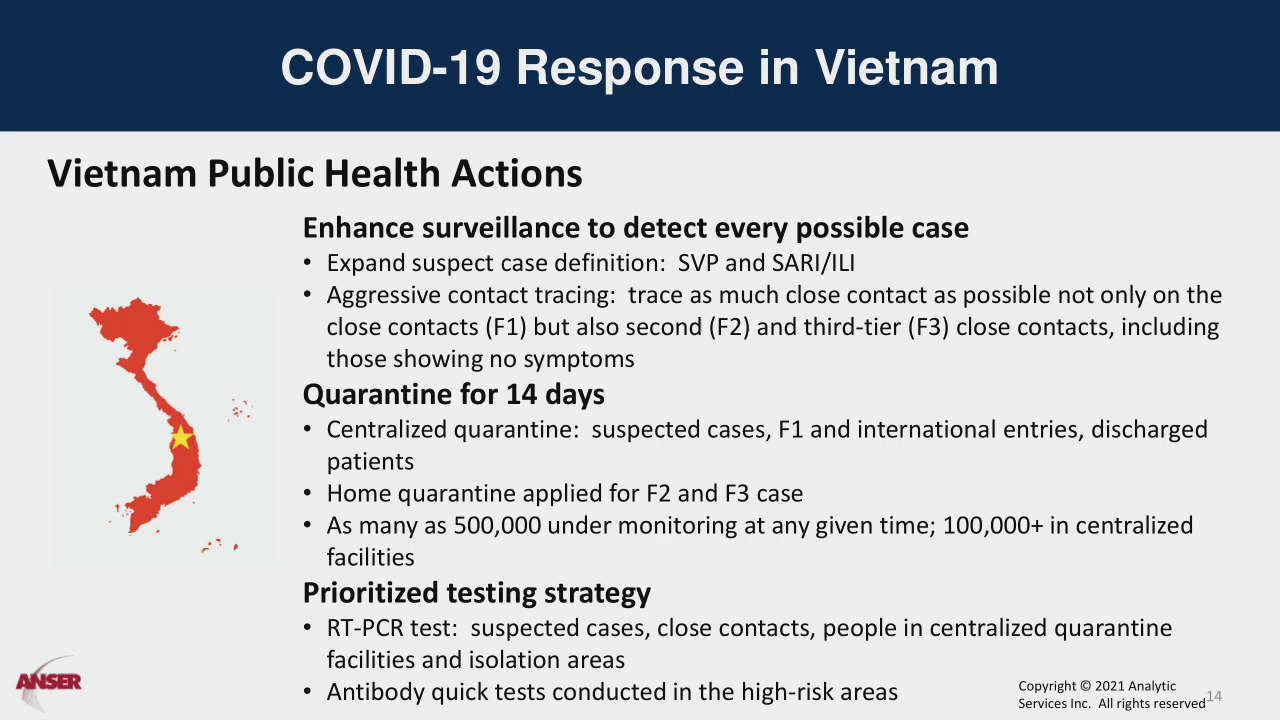 COVID-19 Response in Vietnam
Vietnam Public Health Actions
Enhance surveillance to detect every possible case
• Expand suspect case definition:  SVP and SARI/ILI
• Aggressive contact tracing:  trace as much close contact as possible not only on the
close contacts (F1) but also second (F2) and third-tier (F3) close contacts, including
those showing no symptoms
Quarantine for 14 days
• Centralized quarantine:  suspected cases, F1 and international entries, discharged
patients
• Home quarantine applied for F2 and F3 case
• As many as 500,000 under monitoring at any given time; 100,000+ in centralized
facilities
Prioritized testing strategy
• RT-PCR test:  suspected cases, close contacts, people in centralized quarantine
facilities and isolation areas
• Antibody quick tests conducted in the high-risk areas
ANSER
Copyright © 2021 Analytic
Services Inc.  All rights reserved
14